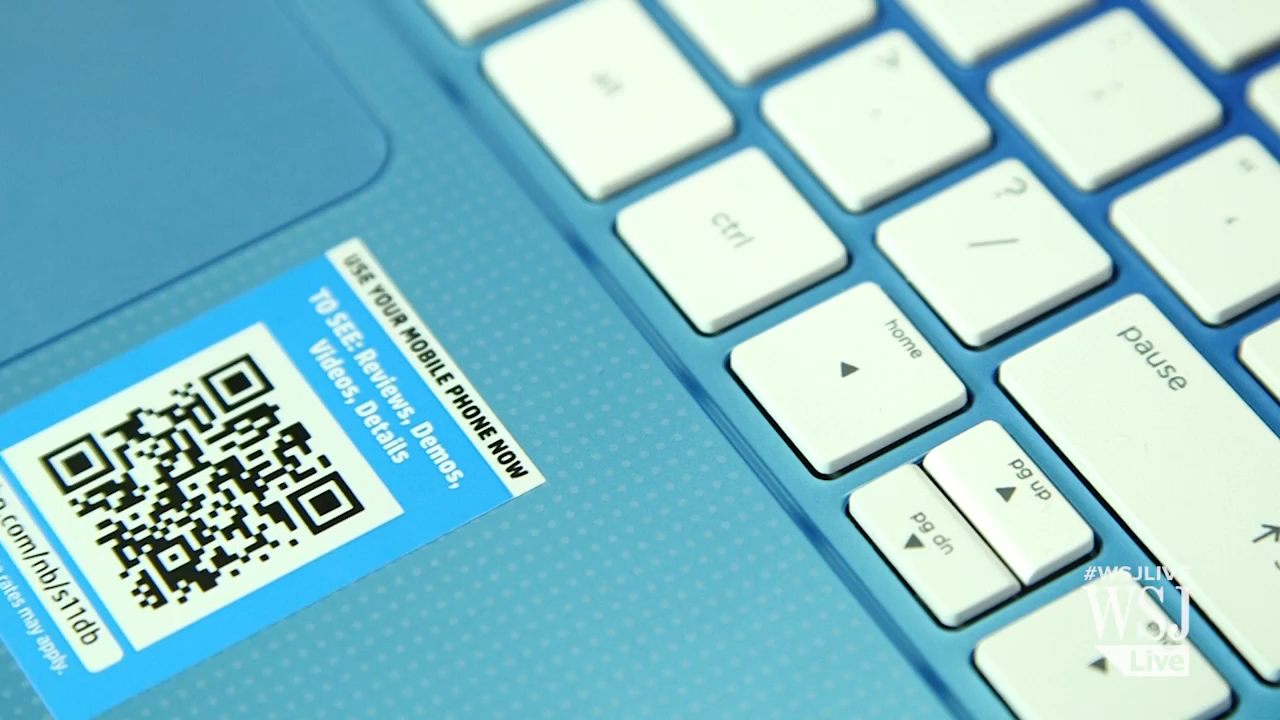 USE YOUR MOBILE PHONE NOW
TO SEE: Reviews, Demos,
Videos, Details
.com/nb/s11db
rates may apply.
alt
ctrl
?
/
home
pause
pg up
pg dn
#WSJLIVE
WSJ
Live